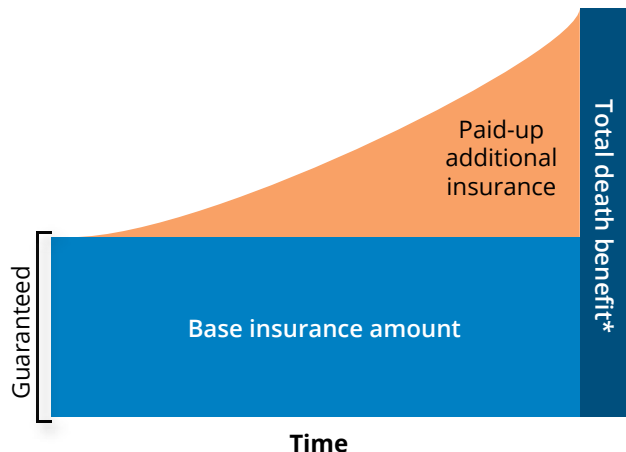 Paid-up
additional
insurance
Total death benefit*
Guaranteed
Base insurance amount
Time